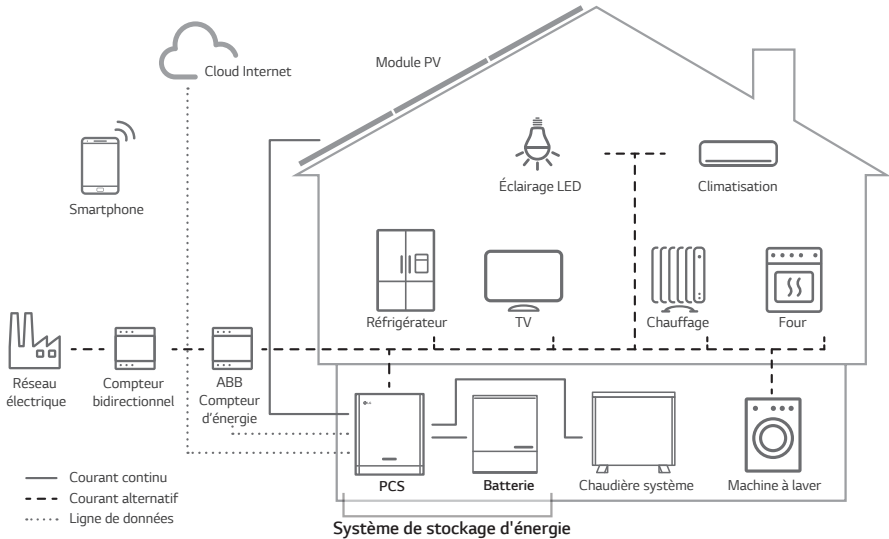 Cloud Internet
Module PV
Smartphone
Éclairage LED
Climatisation
Réfrigérateur
TV
Chauffage
Four
Réseau
électrique
Compteur
bidirectionnel
ABB
Compteur
d'énergie
PCS
Batterie
Chaudière système
Machine à laver
Courant continu
Courant alternatif
Ligne de données
Système de stockage d'énergie